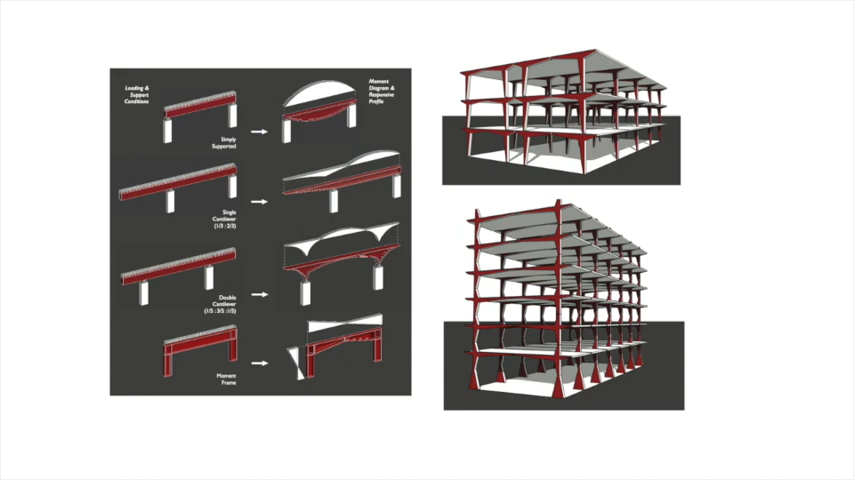 Loading &
Support
Conditions
Moment
Diagram &
Responsive
Profile
Simply
Supported
Single
Cantilever
(1/3 : 2/3)
Double
Cantilever
(1/5 : 3/5 :1/5)
Moment
Frame